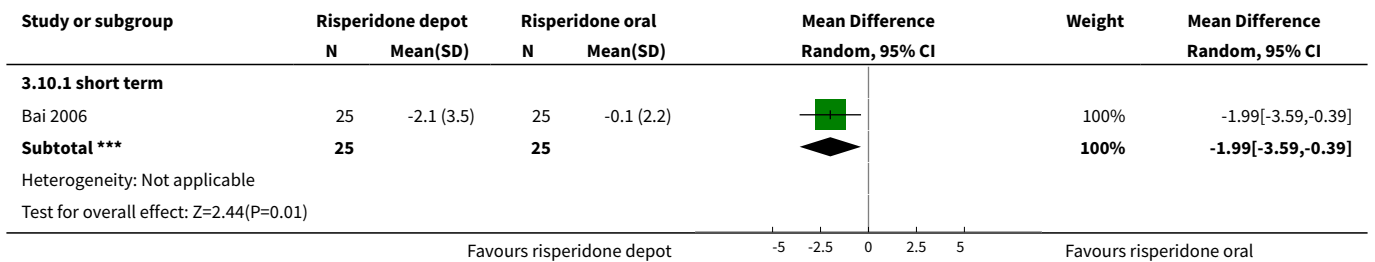 Study or subgroup Risperidone depot Risperidone oral Mean Difference Weight Mean Difference
N Mean(SD) N Mean(SD) Random, 95% CI Random, 95% CI
3.10.1 short term
Bai 2006 25 -2.1 (3.5) 25 -0.1 (2.2) 100% -1.99[-3.59,-0.39]
Subtotal *** 25 25 100% -1.99[-3.59,-0.39]
Heterogeneity: Not applicable
Test for overall effect: Z=2.44(P=0.01)
Favours risperidone depot -5 -2.5 0 2.5 5 Favours risperidone oral